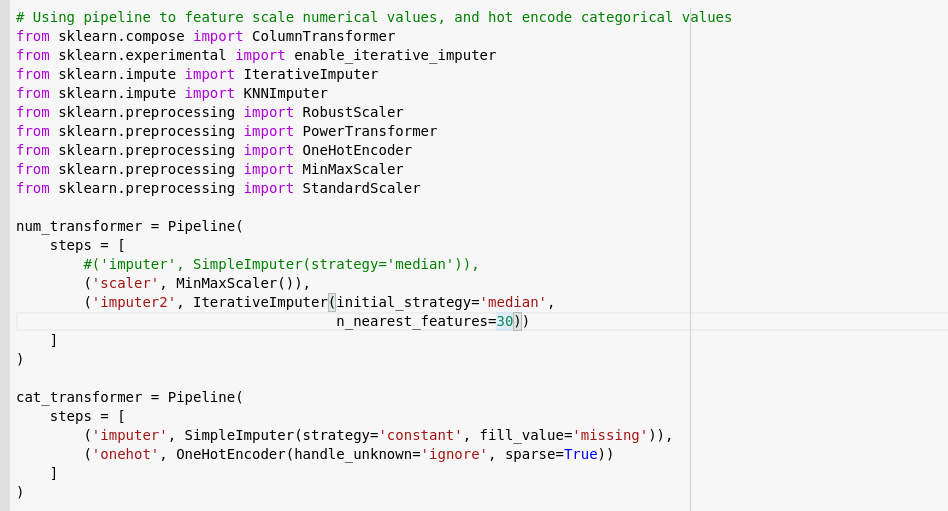 # Using pipeline to feature scale numerical values, and hot encode categorical values
from sklearn.compose import ColumnTransformer
from sklearn.experimental import enable_iterative_imputer
from sklearn.impute import IterativeImputer
from sklearn.impute import KNNImputer
from sklearn.preprocessing import RobustScaler
from sklearn.preprocessing import PowerTransformer
from sklearn.preprocessing import OneHotEncoder
from sklearn.preprocessing import MinMaxScaler
from sklearn.preprocessing import StandardScaler

num_transformer = Pipeline(
    steps = [
        #('imputer', SimpleImputer(strategy='median')),
        ('scaler', MinMaxScaler()),
        ('imputer2', IterativeImputer(initial_strategy='median',
                                      n_nearest_features=30))
    ]
)

cat_transformer = Pipeline(
    steps = [
        ('imputer', SimpleImputer(strategy='constant', fill_value='missing')),
        ('onehot', OneHotEncoder(handle_unknown='ignore', sparse=True))
    ]
)